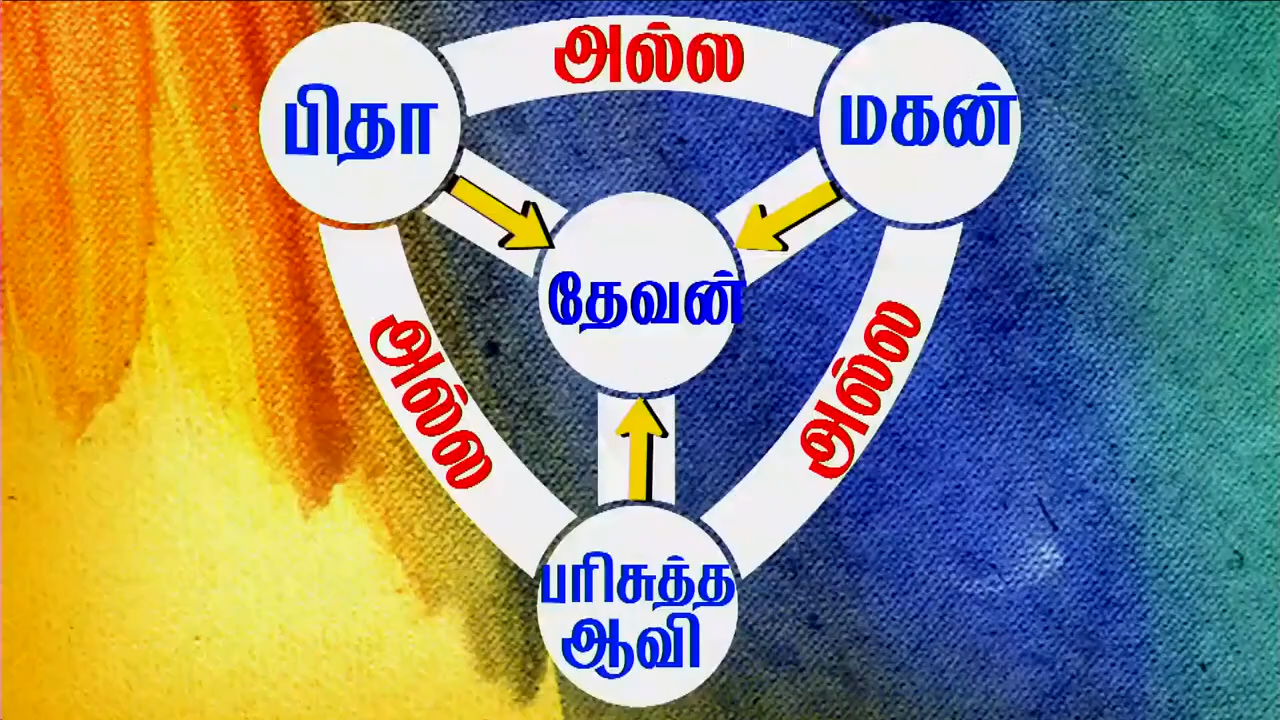 அல்ல
பிதா
மகன்
தேவன்
அல்ல
அல்ல
பரிசுத்த
ஆவி